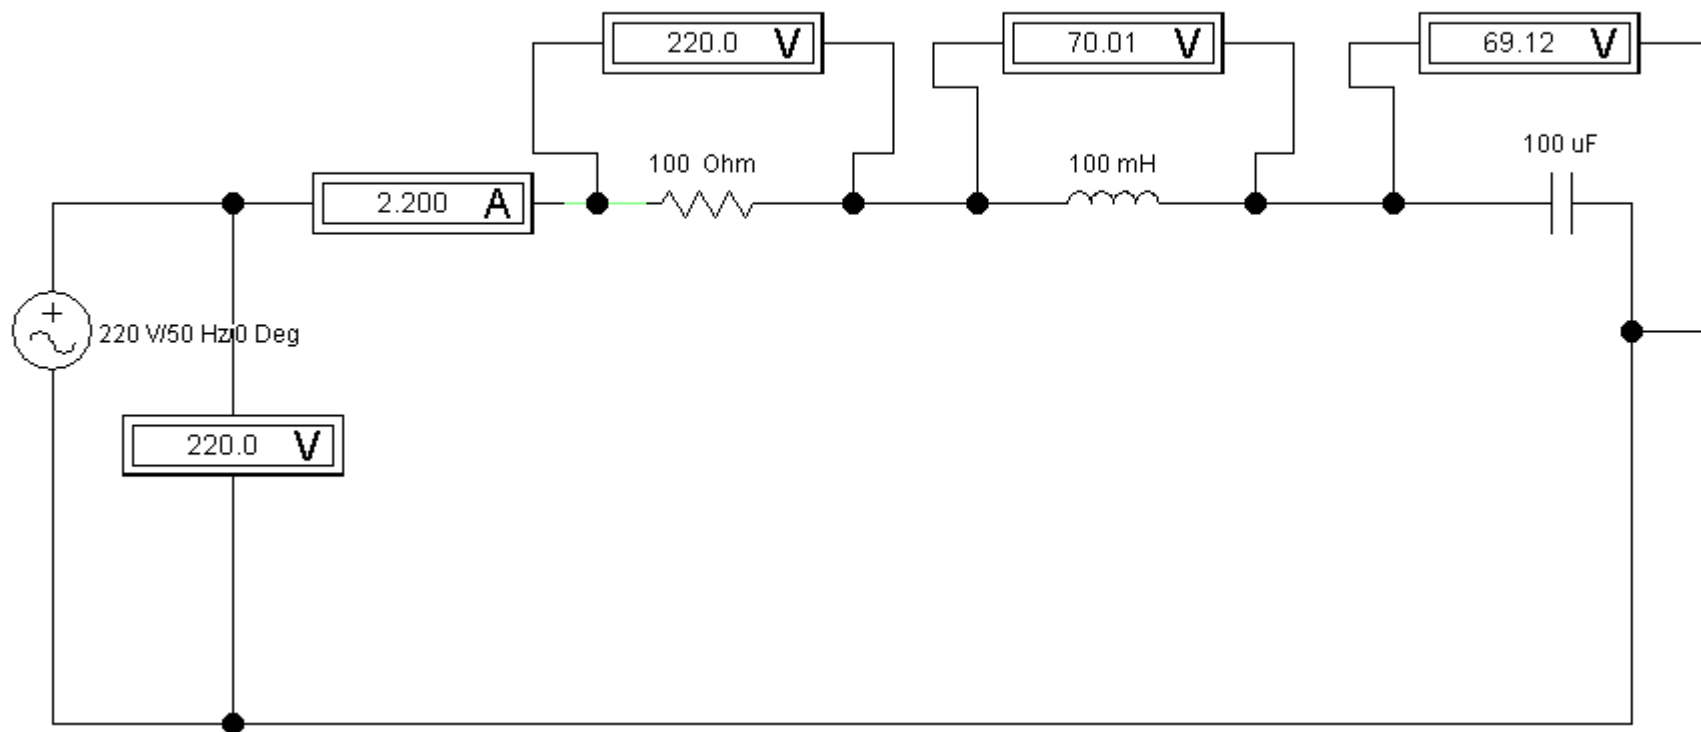 220.0 V
70.01 V
69.12 V
100 Ohm
100 mH
100 uF
2.200 A
220 V/50 Hz/0 Deg
220.0 V